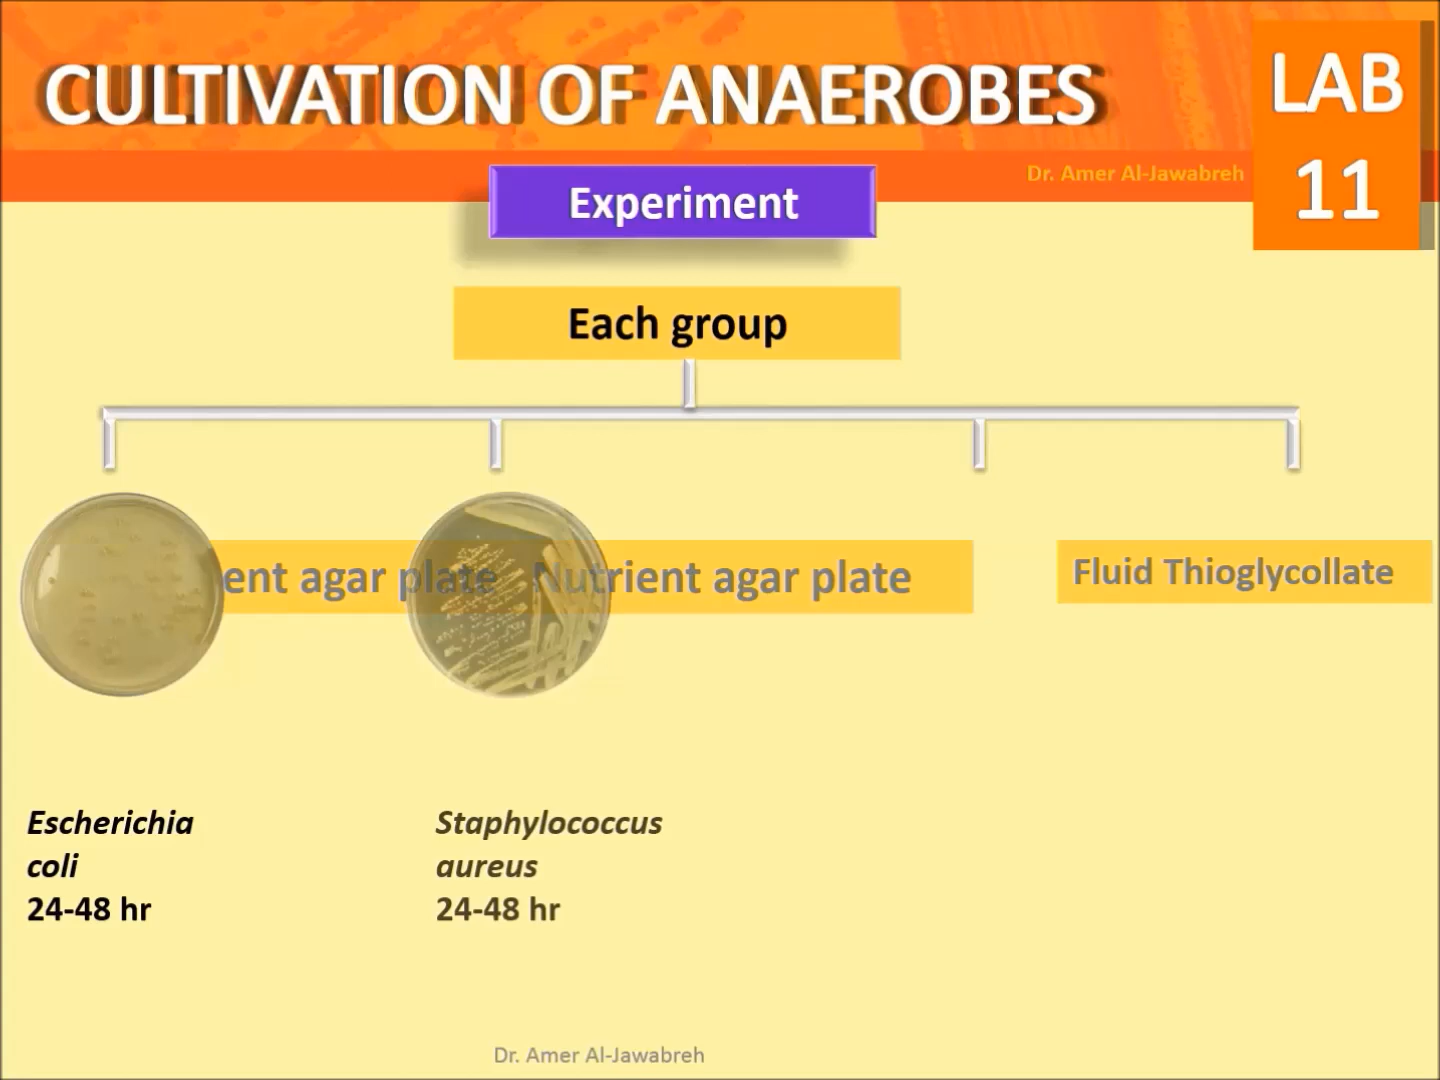 CULTIVATION OF ANAEROBES
LAB
11
Dr. Amer Al-Jawabreh
Experiment
Each group
ent agar plate
Nutrient agar plate
Fluid Thioglycollate
Escherichia
coli
24-48 hr
Staphylococcus
aureus
24-48 hr
Dr. Amer Al-Jawabreh